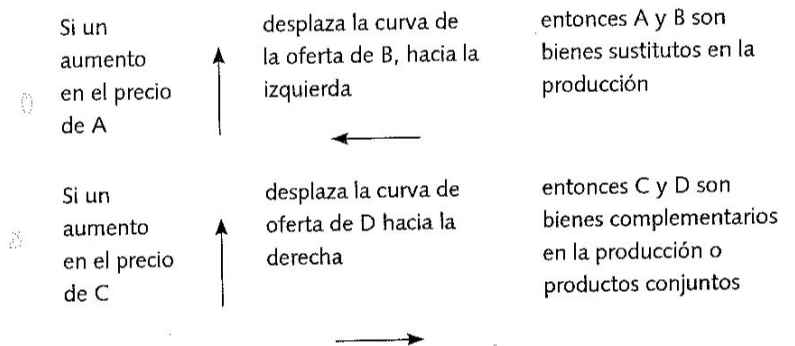 Si un
aumento
en el precio
de A
desplaza la curva de
la oferta de B, hacia la
izquierda
entonces A y B son
bienes sustitutos en la
producción
Si un
aumento
en el precio
de C
desplaza la curva de
oferta de D hacia la
derecha
entonces C y D son
bienes complementarios
en la producción o
productos conjuntos